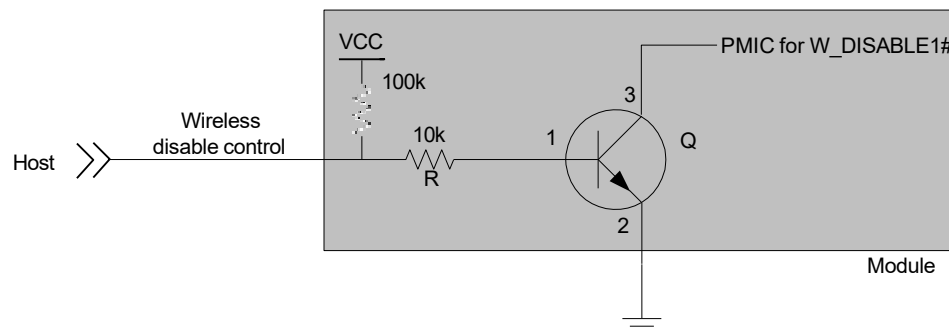 VCC
PMIC for W_DISABLE1#
100k
3
Wireless
disable control
10k
1
Q
Host
R
2
Module